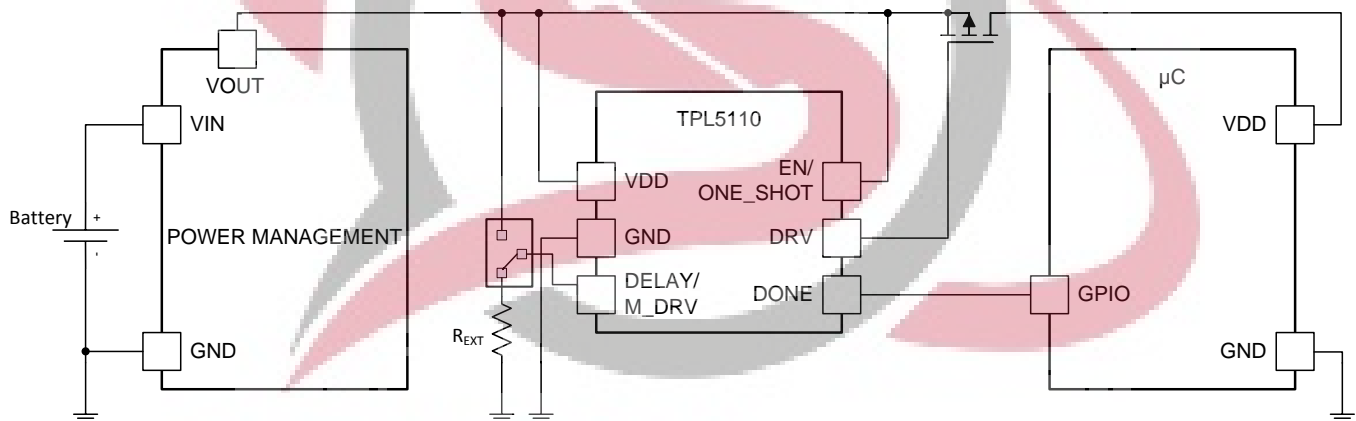 VOUT
VIN
Battery
+
-
POWER MANAGEMENT
GND
REXT
TPL5110
VDD
GND
DELAY/
M_DRV
EN/
ONE_SHOT
DRV
DONE
µC
VDD
GPIO
GND